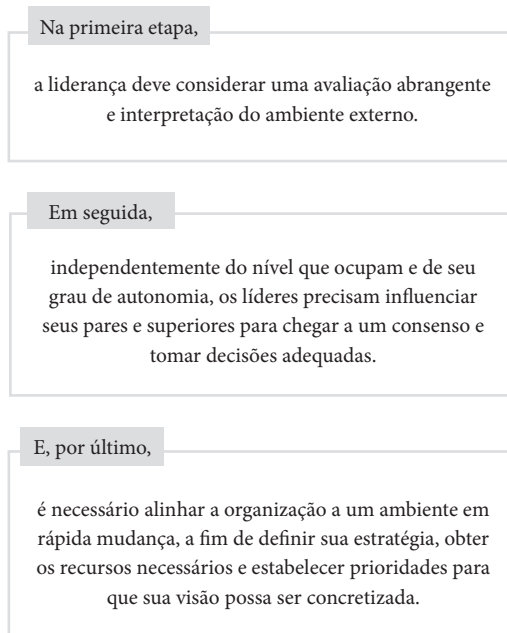 Na primeira etapa,
a liderança deve considerar uma avaliação abrangente
e interpretação do ambiente externo.
Em seguida,
independentemente do nível que ocupam e de seu
grau de autonomia, os líderes precisam influenciar
seus pares e superiores para chegar a um consenso e
tomar decisões adequadas.
E, por último,
é necessário alinhar a organização a um ambiente em
rápida mudança, a fim de definir sua estratégia, obter
os recursos necessários e estabelecer prioridades para
que sua visão possa ser concretizada.